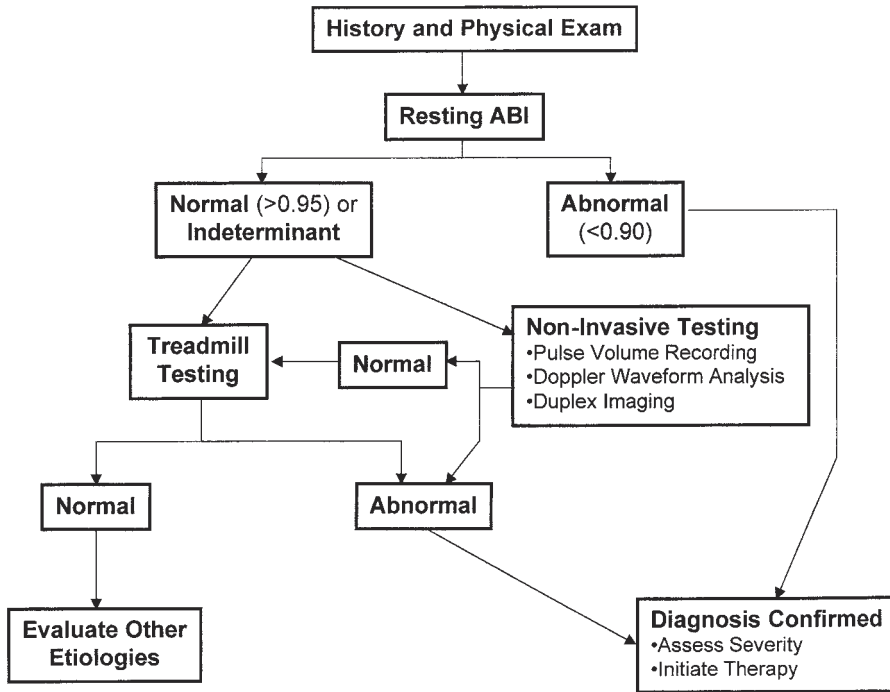 History and Physical Exam
Resting ABI
Normal (>0.95) or
Indeterminant
Abnormal
(<0.90)
Non-Invasive Testing
•Pulse Volume Recording
•Doppler Waveform Analysis
•Duplex Imaging
Treadmill
Testing
Normal
Normal
Abnormal
Evaluate Other
Etiologies
Diagnosis Confirmed
•Assess Severity
•Initiate Therapy